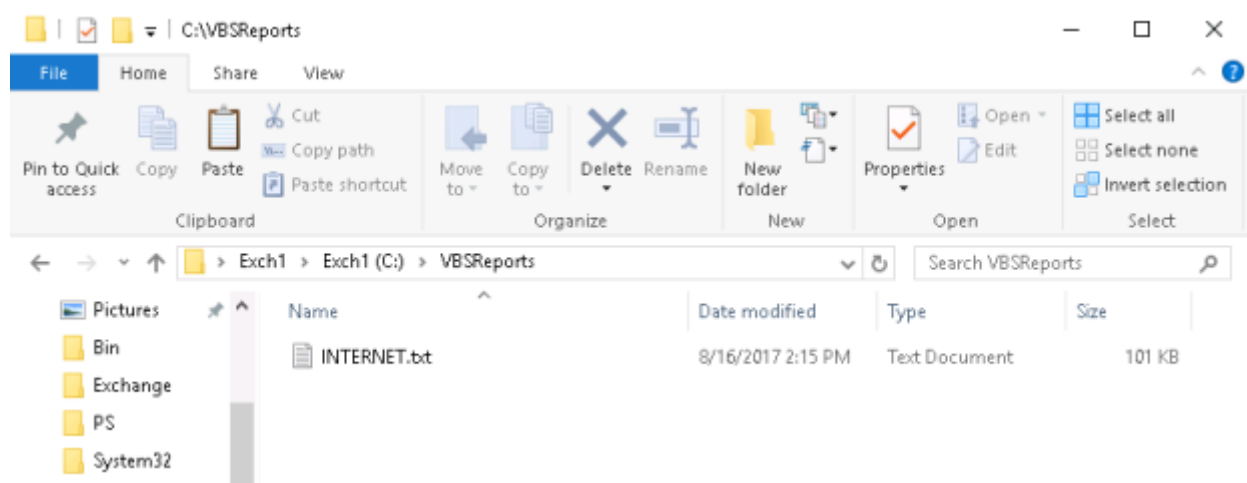 C:\VBSReports
File Home Share View
Pin to Quick access
Copy
Paste
Cut
Copy path
Paste shortcut
Move to
Copy to
Delete
Rename
New folder
Properties
Open
Edit
Select all
Select none
Invert selection
Clipboard Organize New Open Select
Exch1 > Exch1 (C:) > VBSReports
Search VBSReports
Pictures
Bin
Exchange
PS
System32
Name Date modified Type Size
INTERNET.txt 8/16/2017 2:15 PM Text Document 101 KB